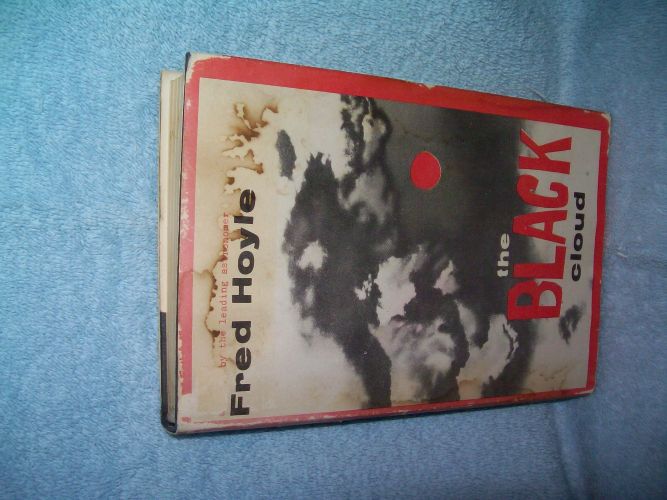 the
BLACK
cloud
by the leading astronomer
Fred Hoyle